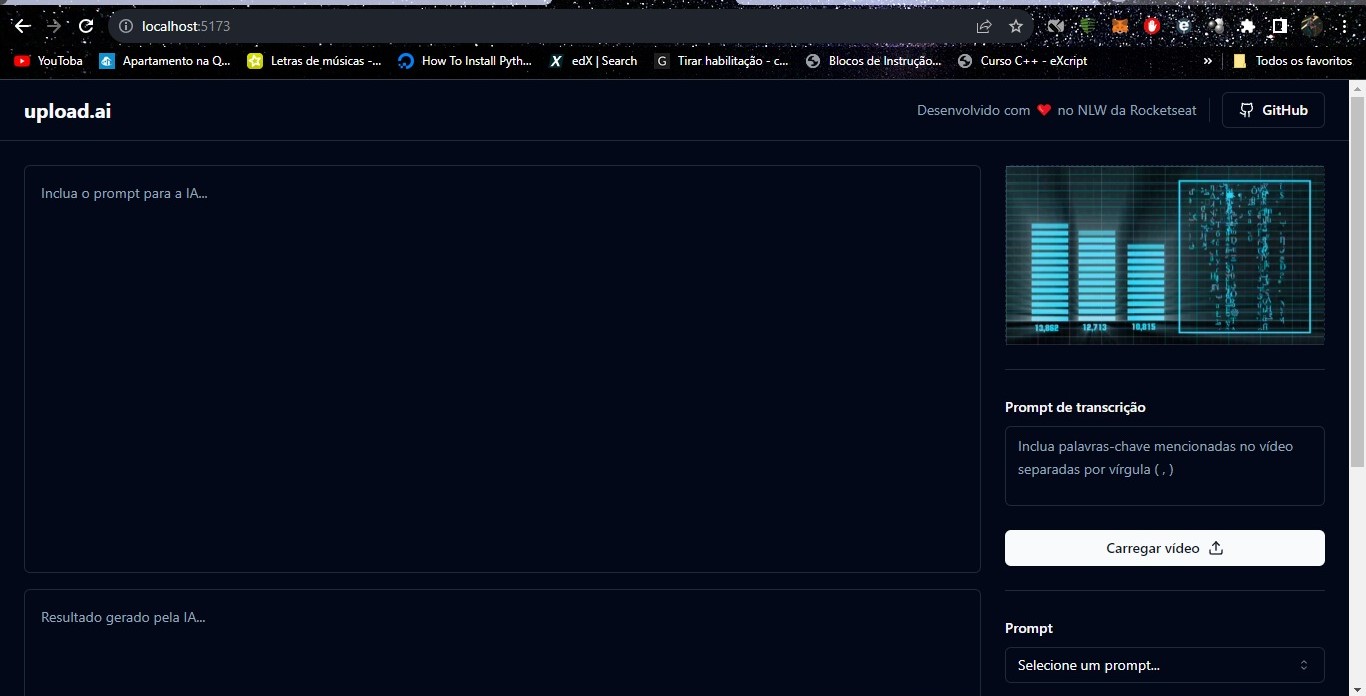 localhost:5173
YouToba
Apartamento na Q...
Letras de músicas -...
How To Install Pyth...
edX | Search
Tirar habilitação - c...
Blocos de Instrução...
Curso C++ - eXcript
»
Todos os favoritos
upload.ai
Desenvolvido com ❤ no NLW da Rocketseat
GitHub
Inclua o prompt para a IA...
13,862 12,713 10,815
Prompt de transcrição
Inclua palavras-chave mencionadas no vídeo
separadas por vírgula ( , )
Carregar vídeo
Resultado gerado pela IA...
Prompt
Selecione um prompt...